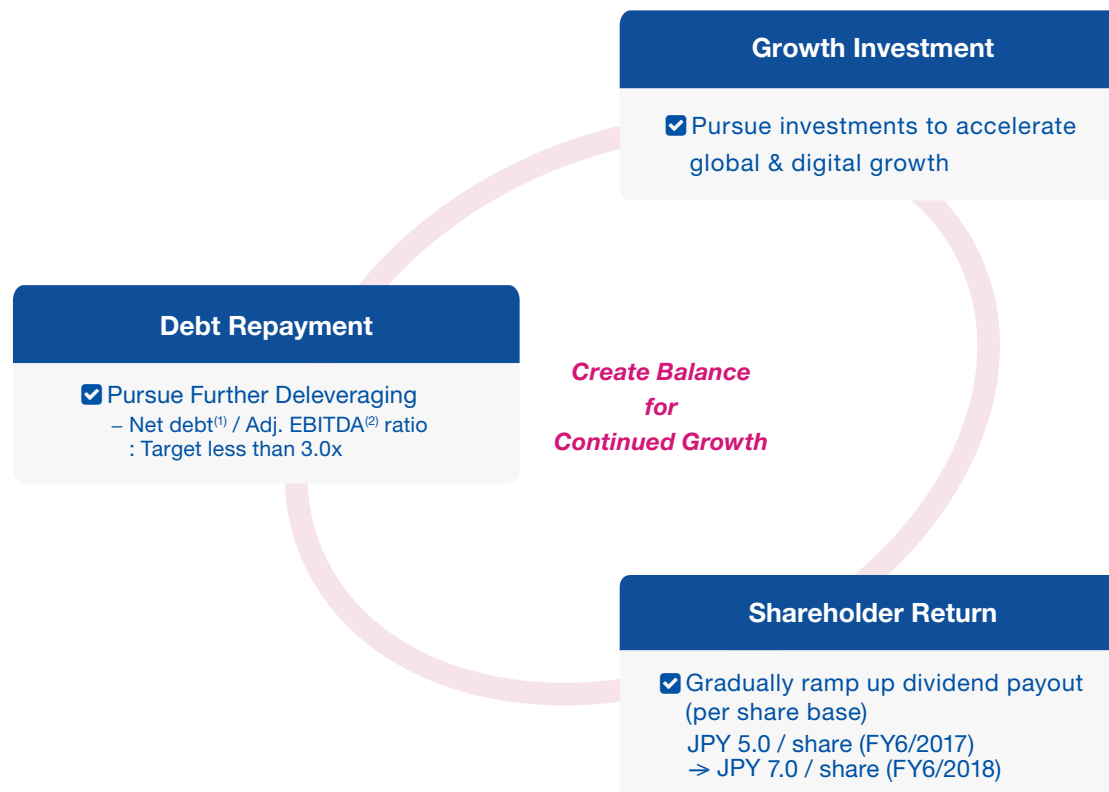 Growth Investment
Pursue investments to accelerate
global & digital growth
Debt Repayment
Pursue Further Deleveraging
– Net debt(1) / Adj. EBITDA(2) ratio
: Target less than 3.0x
Create Balance
for
Continued Growth
Shareholder Return
Gradually ramp up dividend payout
(per share base)
JPY 5.0 / share (FY6/2017)
→ JPY 7.0 / share (FY6/2018)